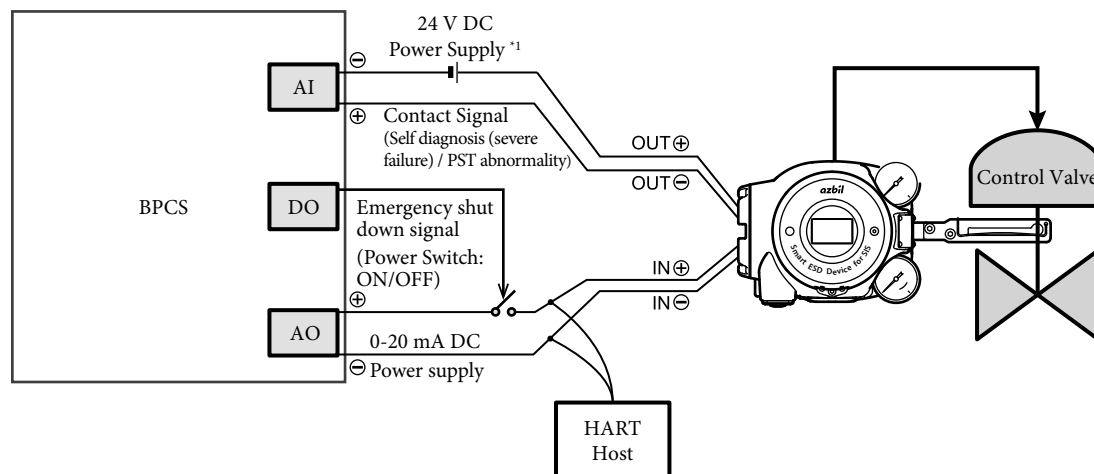 24 V DC
Power Supply *1
⊖
AI
⊕
Contact Signal
(Self diagnosis (severe
failure) / PST abnormality)
OUT⊕
OUT⊖
azbil
Smart ESD Device for SIS
Control Valve
BPCS
DO
Emergency shut
down signal
(Power Switch:
ON/OFF)
IN⊕
IN⊖
⊕
AO
0-20 mA DC
⊖ Power supply
HART
Host